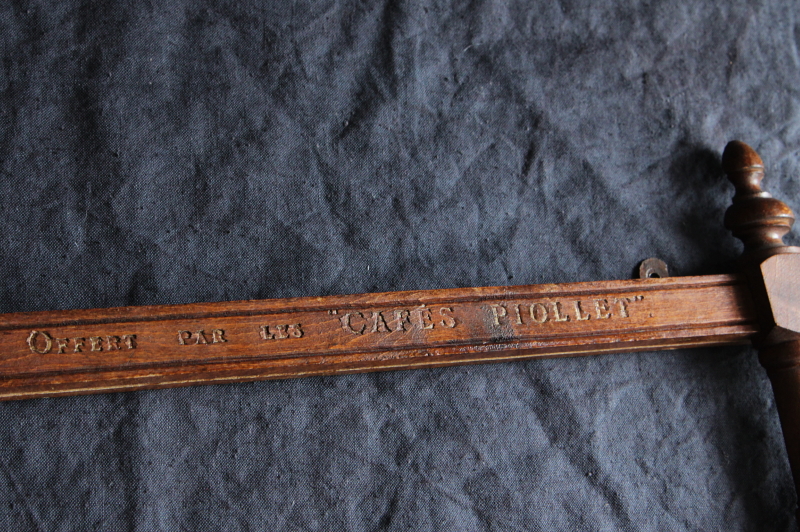 OFFERT PAR LES "CAFÉS PIOLLET".